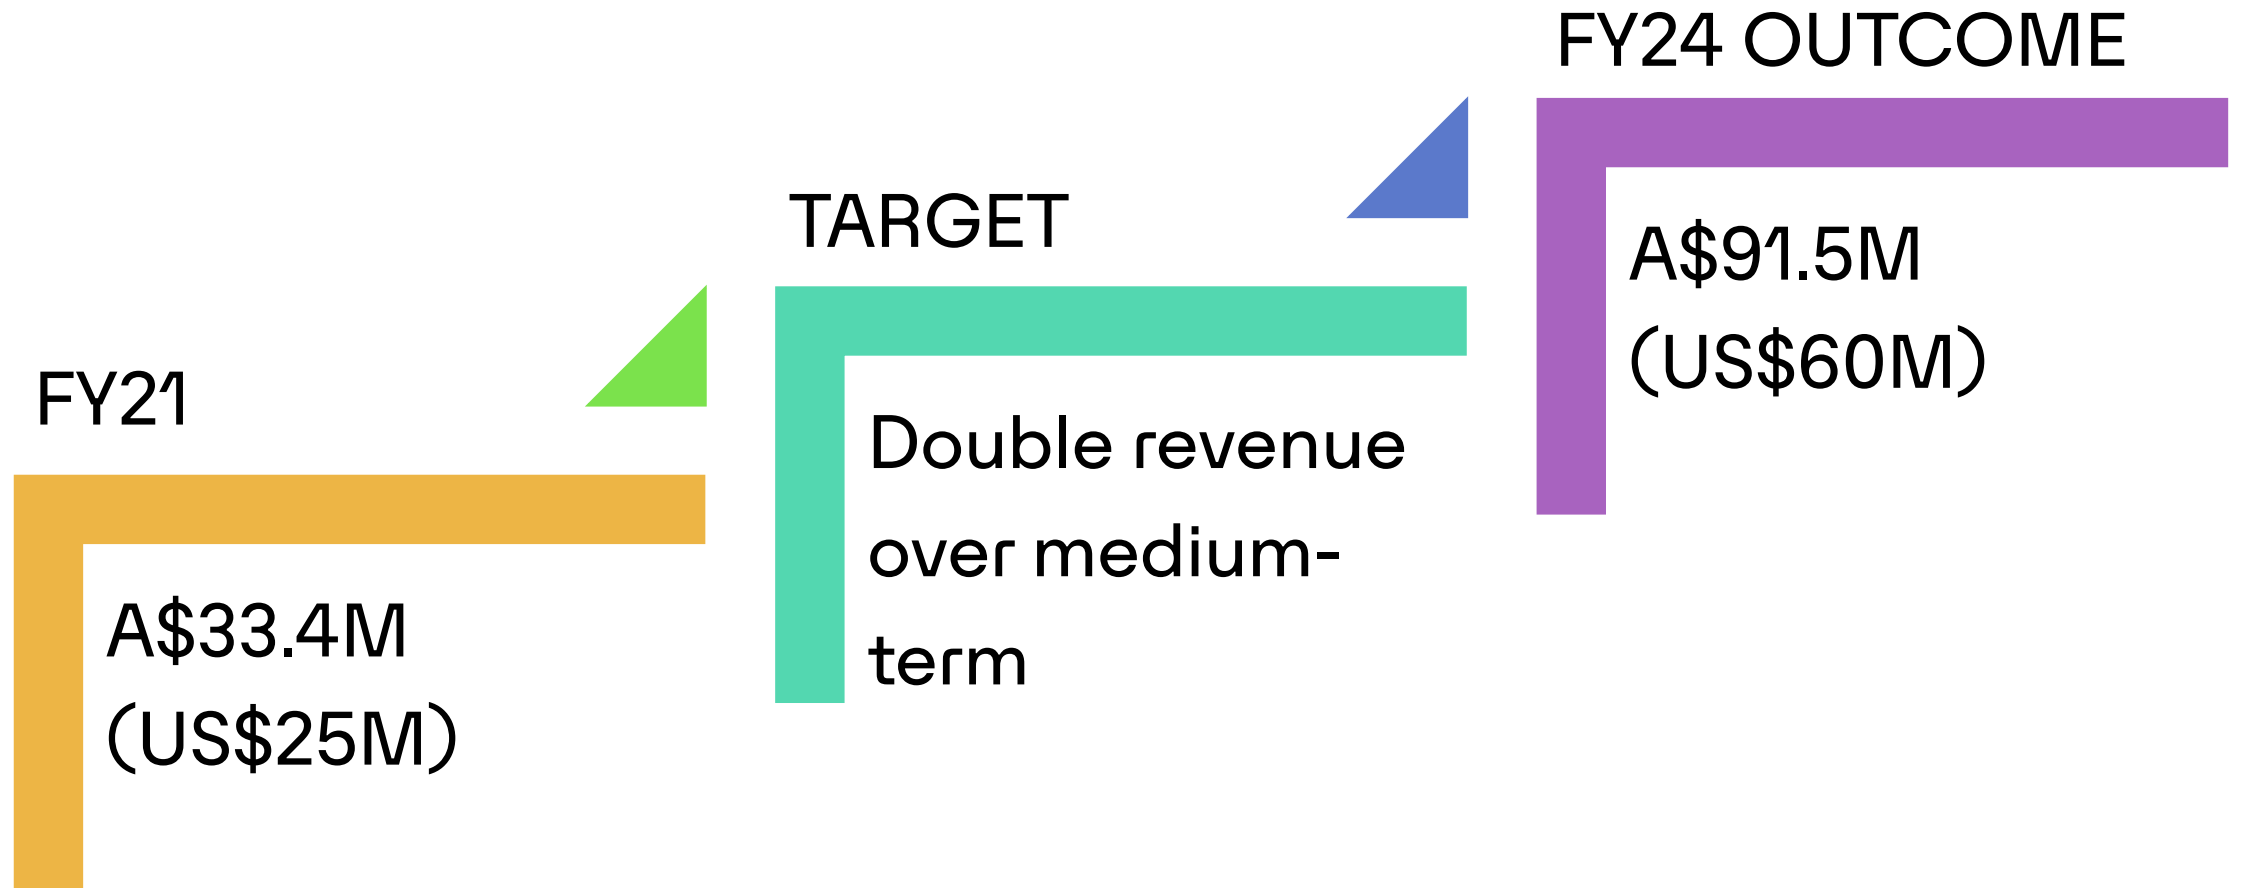 FY21
A$33.4M
(US$25M)
TARGET
Double revenue
over medium-
term
FY24 OUTCOME
A$91.5M
(US$60M)